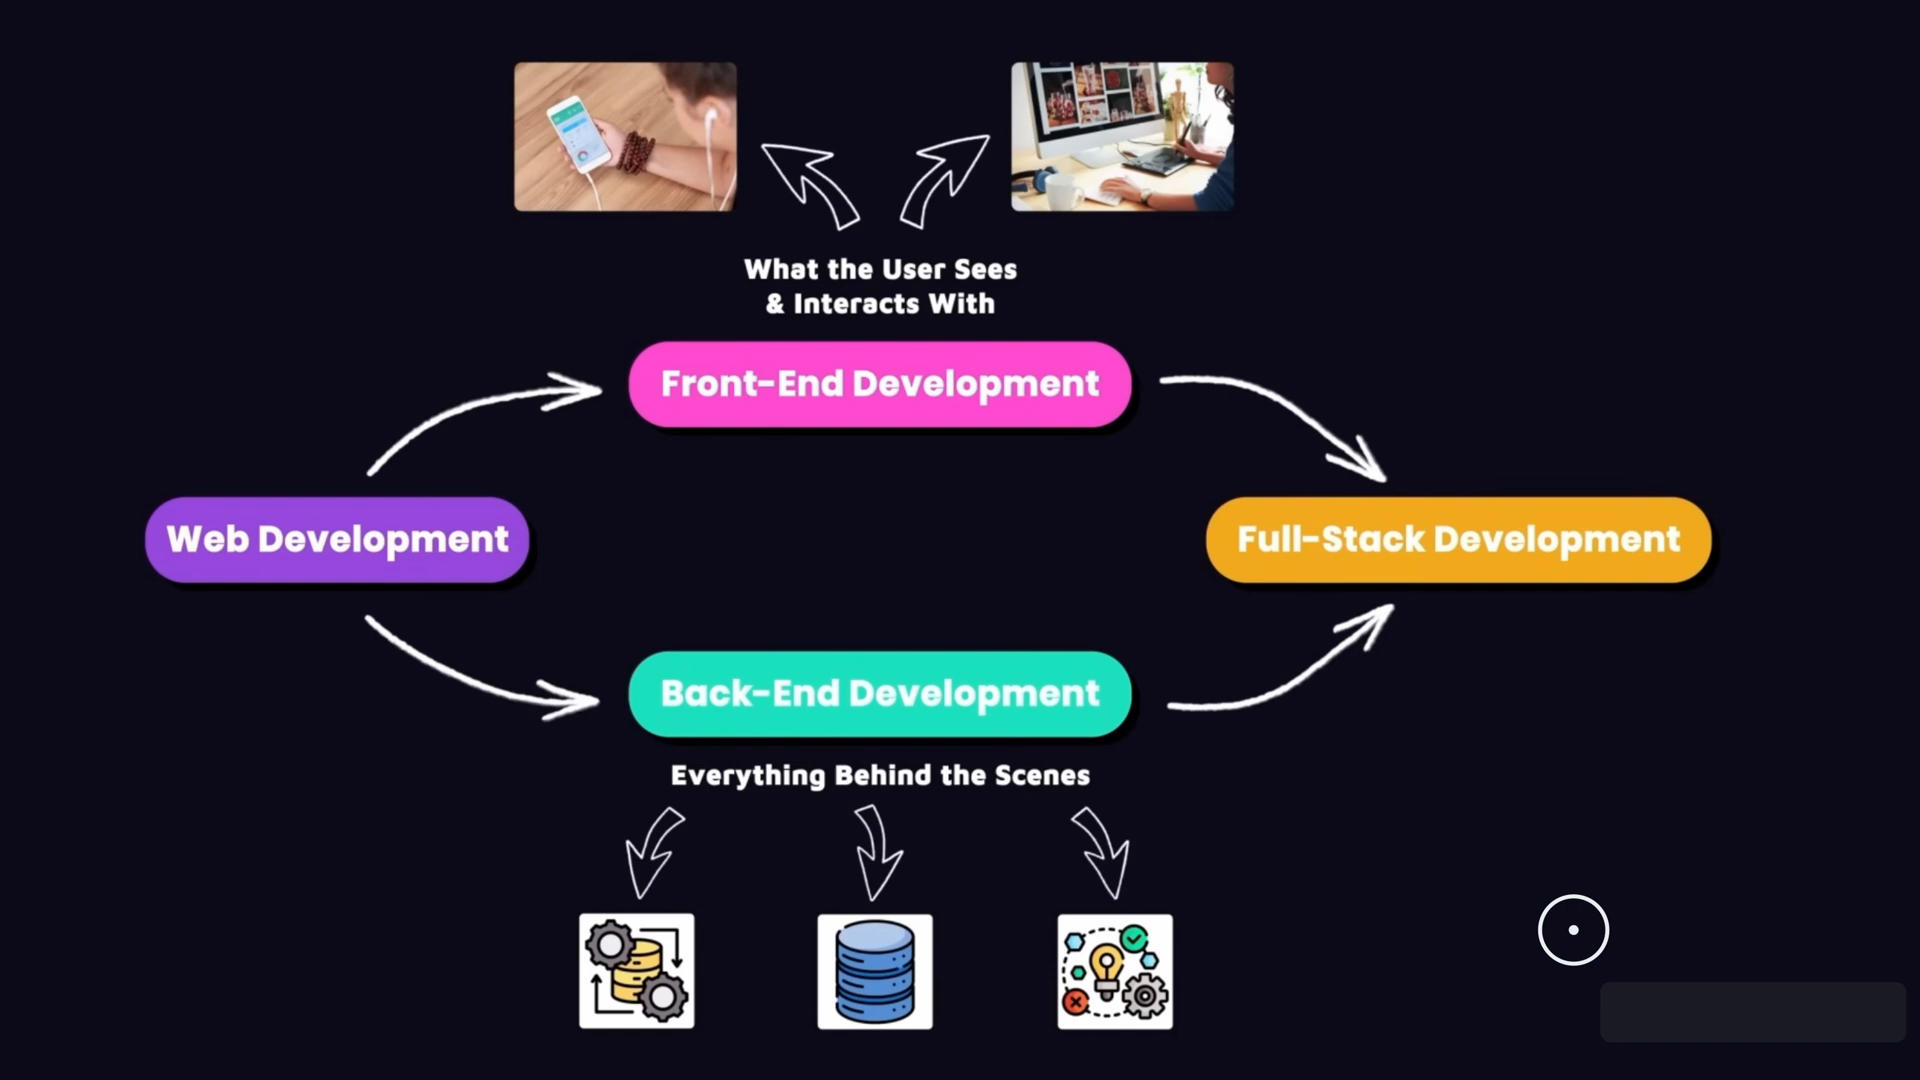 What the User Sees
& Interacts With
Front-End Development
Web Development
Full-Stack Development
Back-End Development
Everything Behind the Scenes